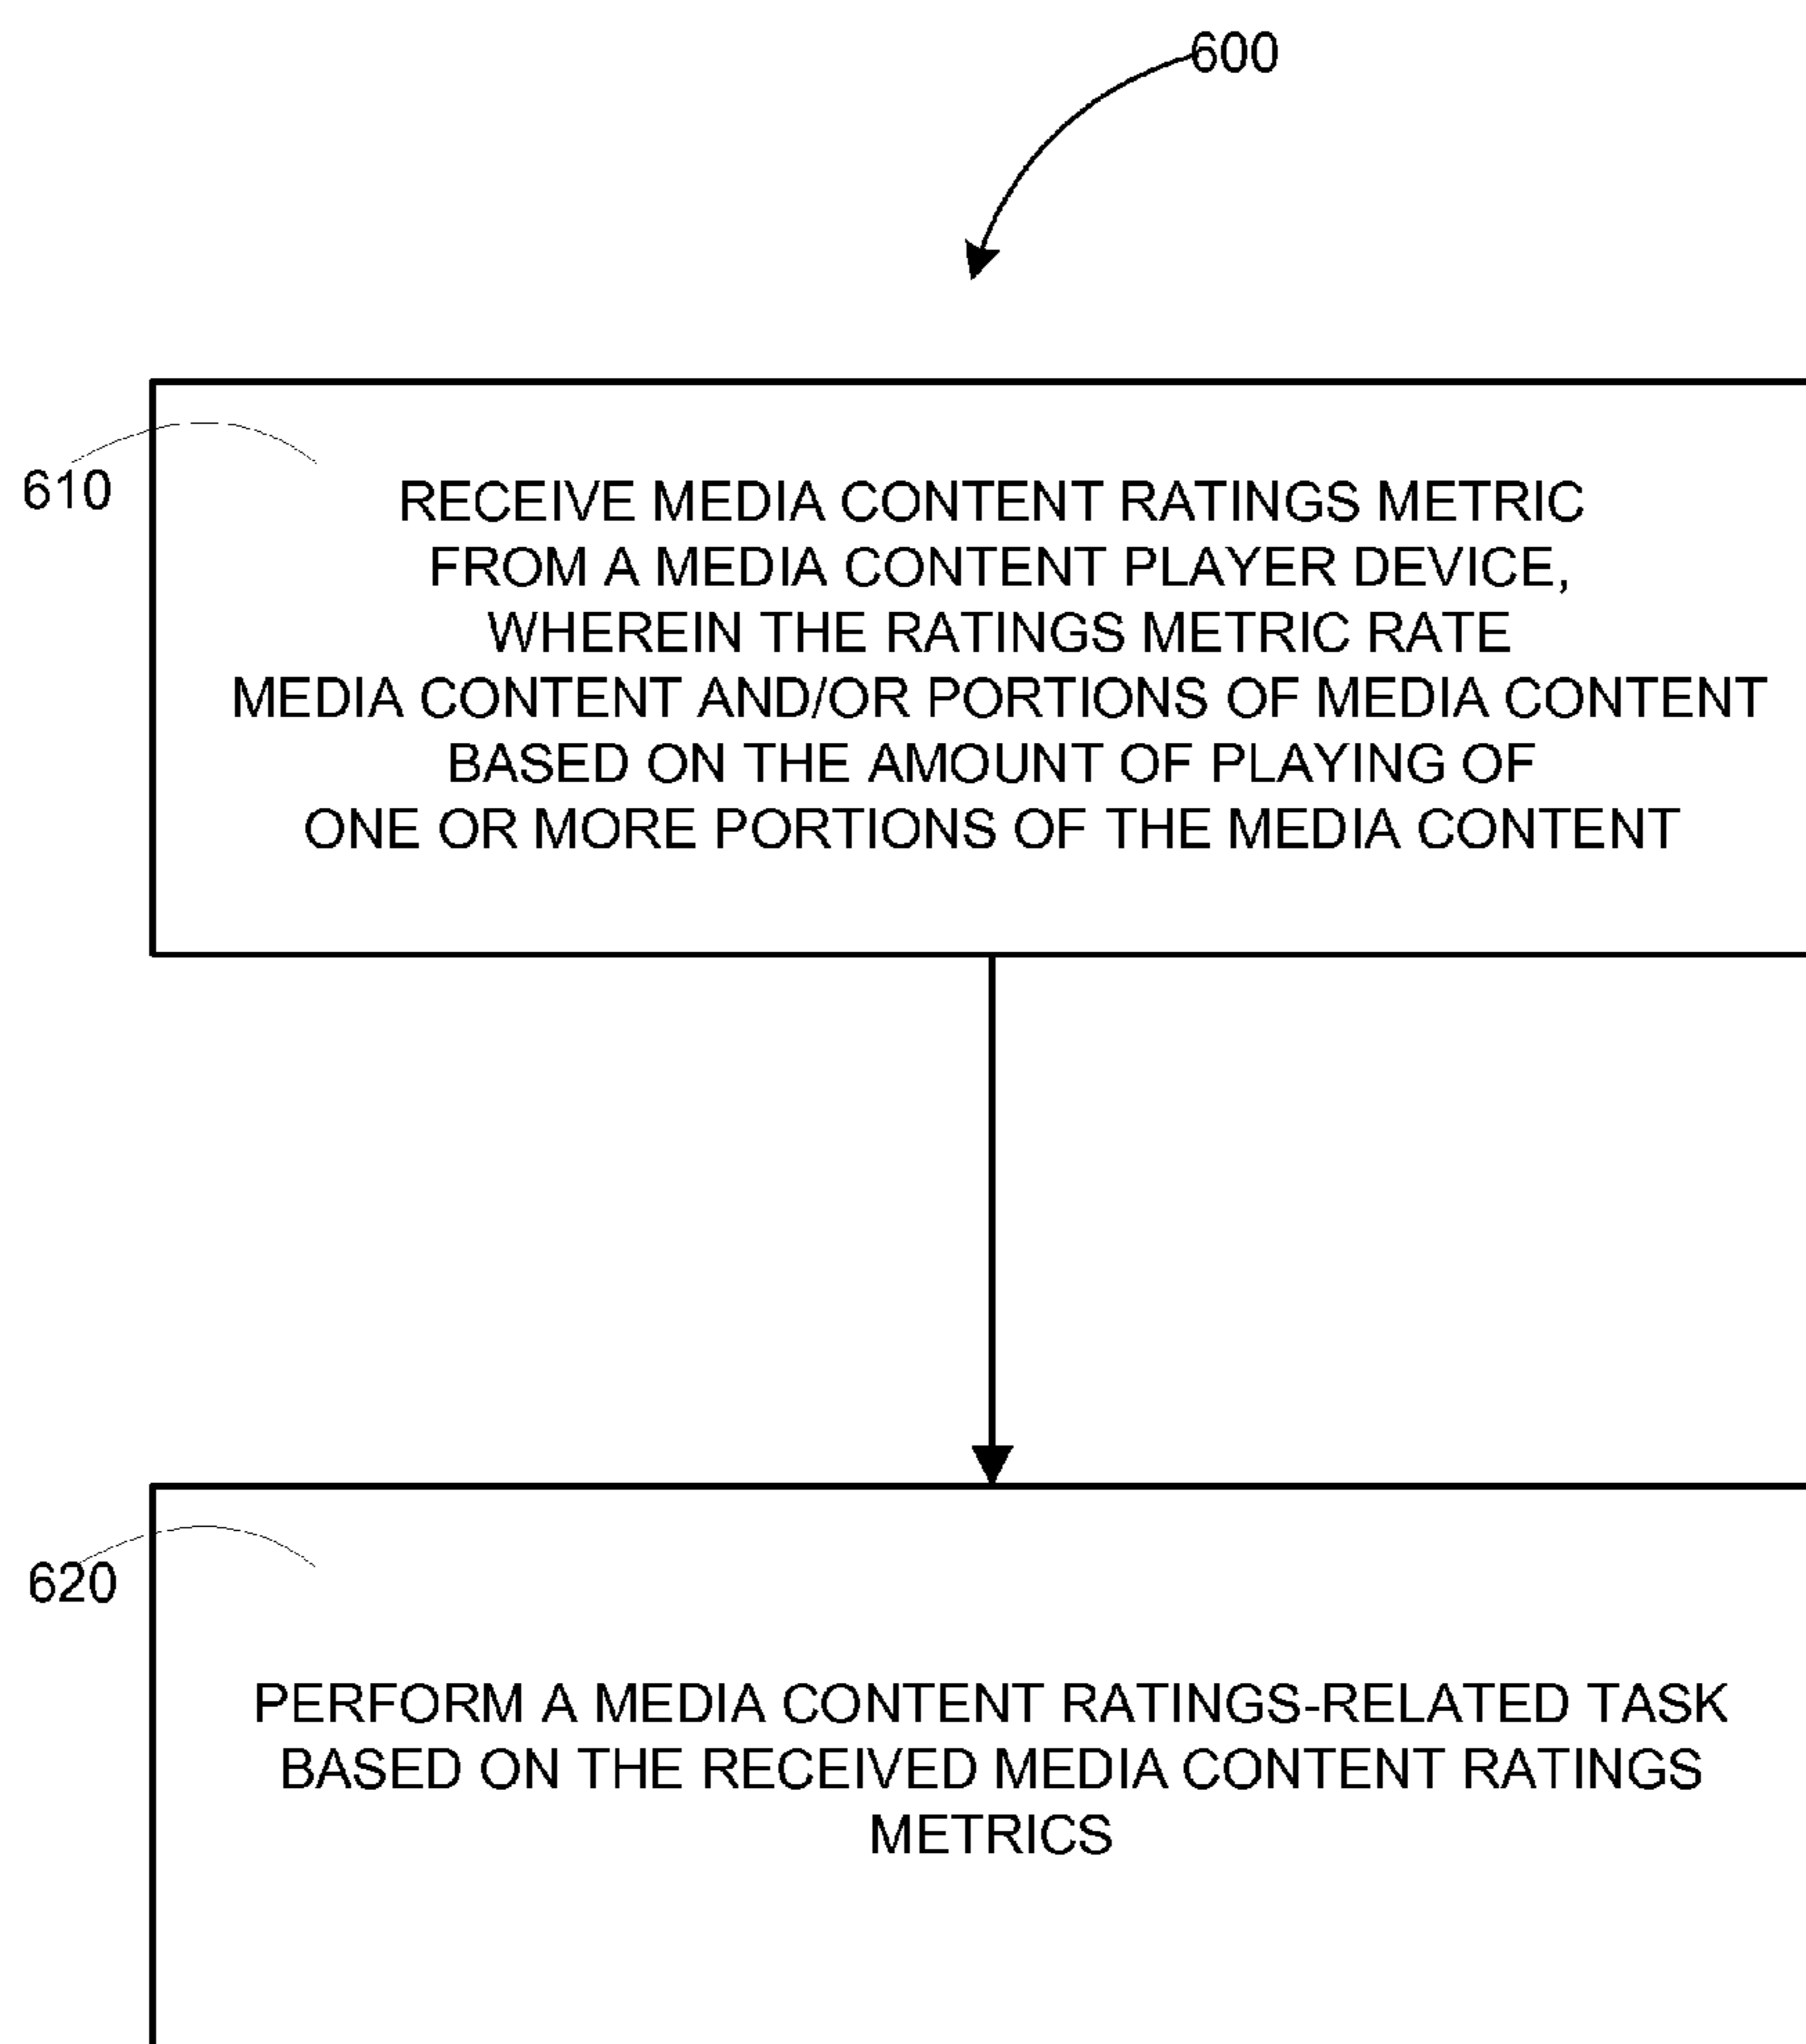 600
610
RECEIVE MEDIA CONTENT RATINGS METRIC
FROM A MEDIA CONTENT PLAYER DEVICE,
WHEREIN THE RATINGS METRIC RATE
MEDIA CONTENT AND/OR PORTIONS OF MEDIA CONTENT
BASED ON THE AMOUNT OF PLAYING OF
ONE OR MORE PORTIONS OF THE MEDIA CONTENT
620
PERFORM A MEDIA CONTENT RATINGS-RELATED TASK
BASED ON THE RECEIVED MEDIA CONTENT RATINGS
METRICS